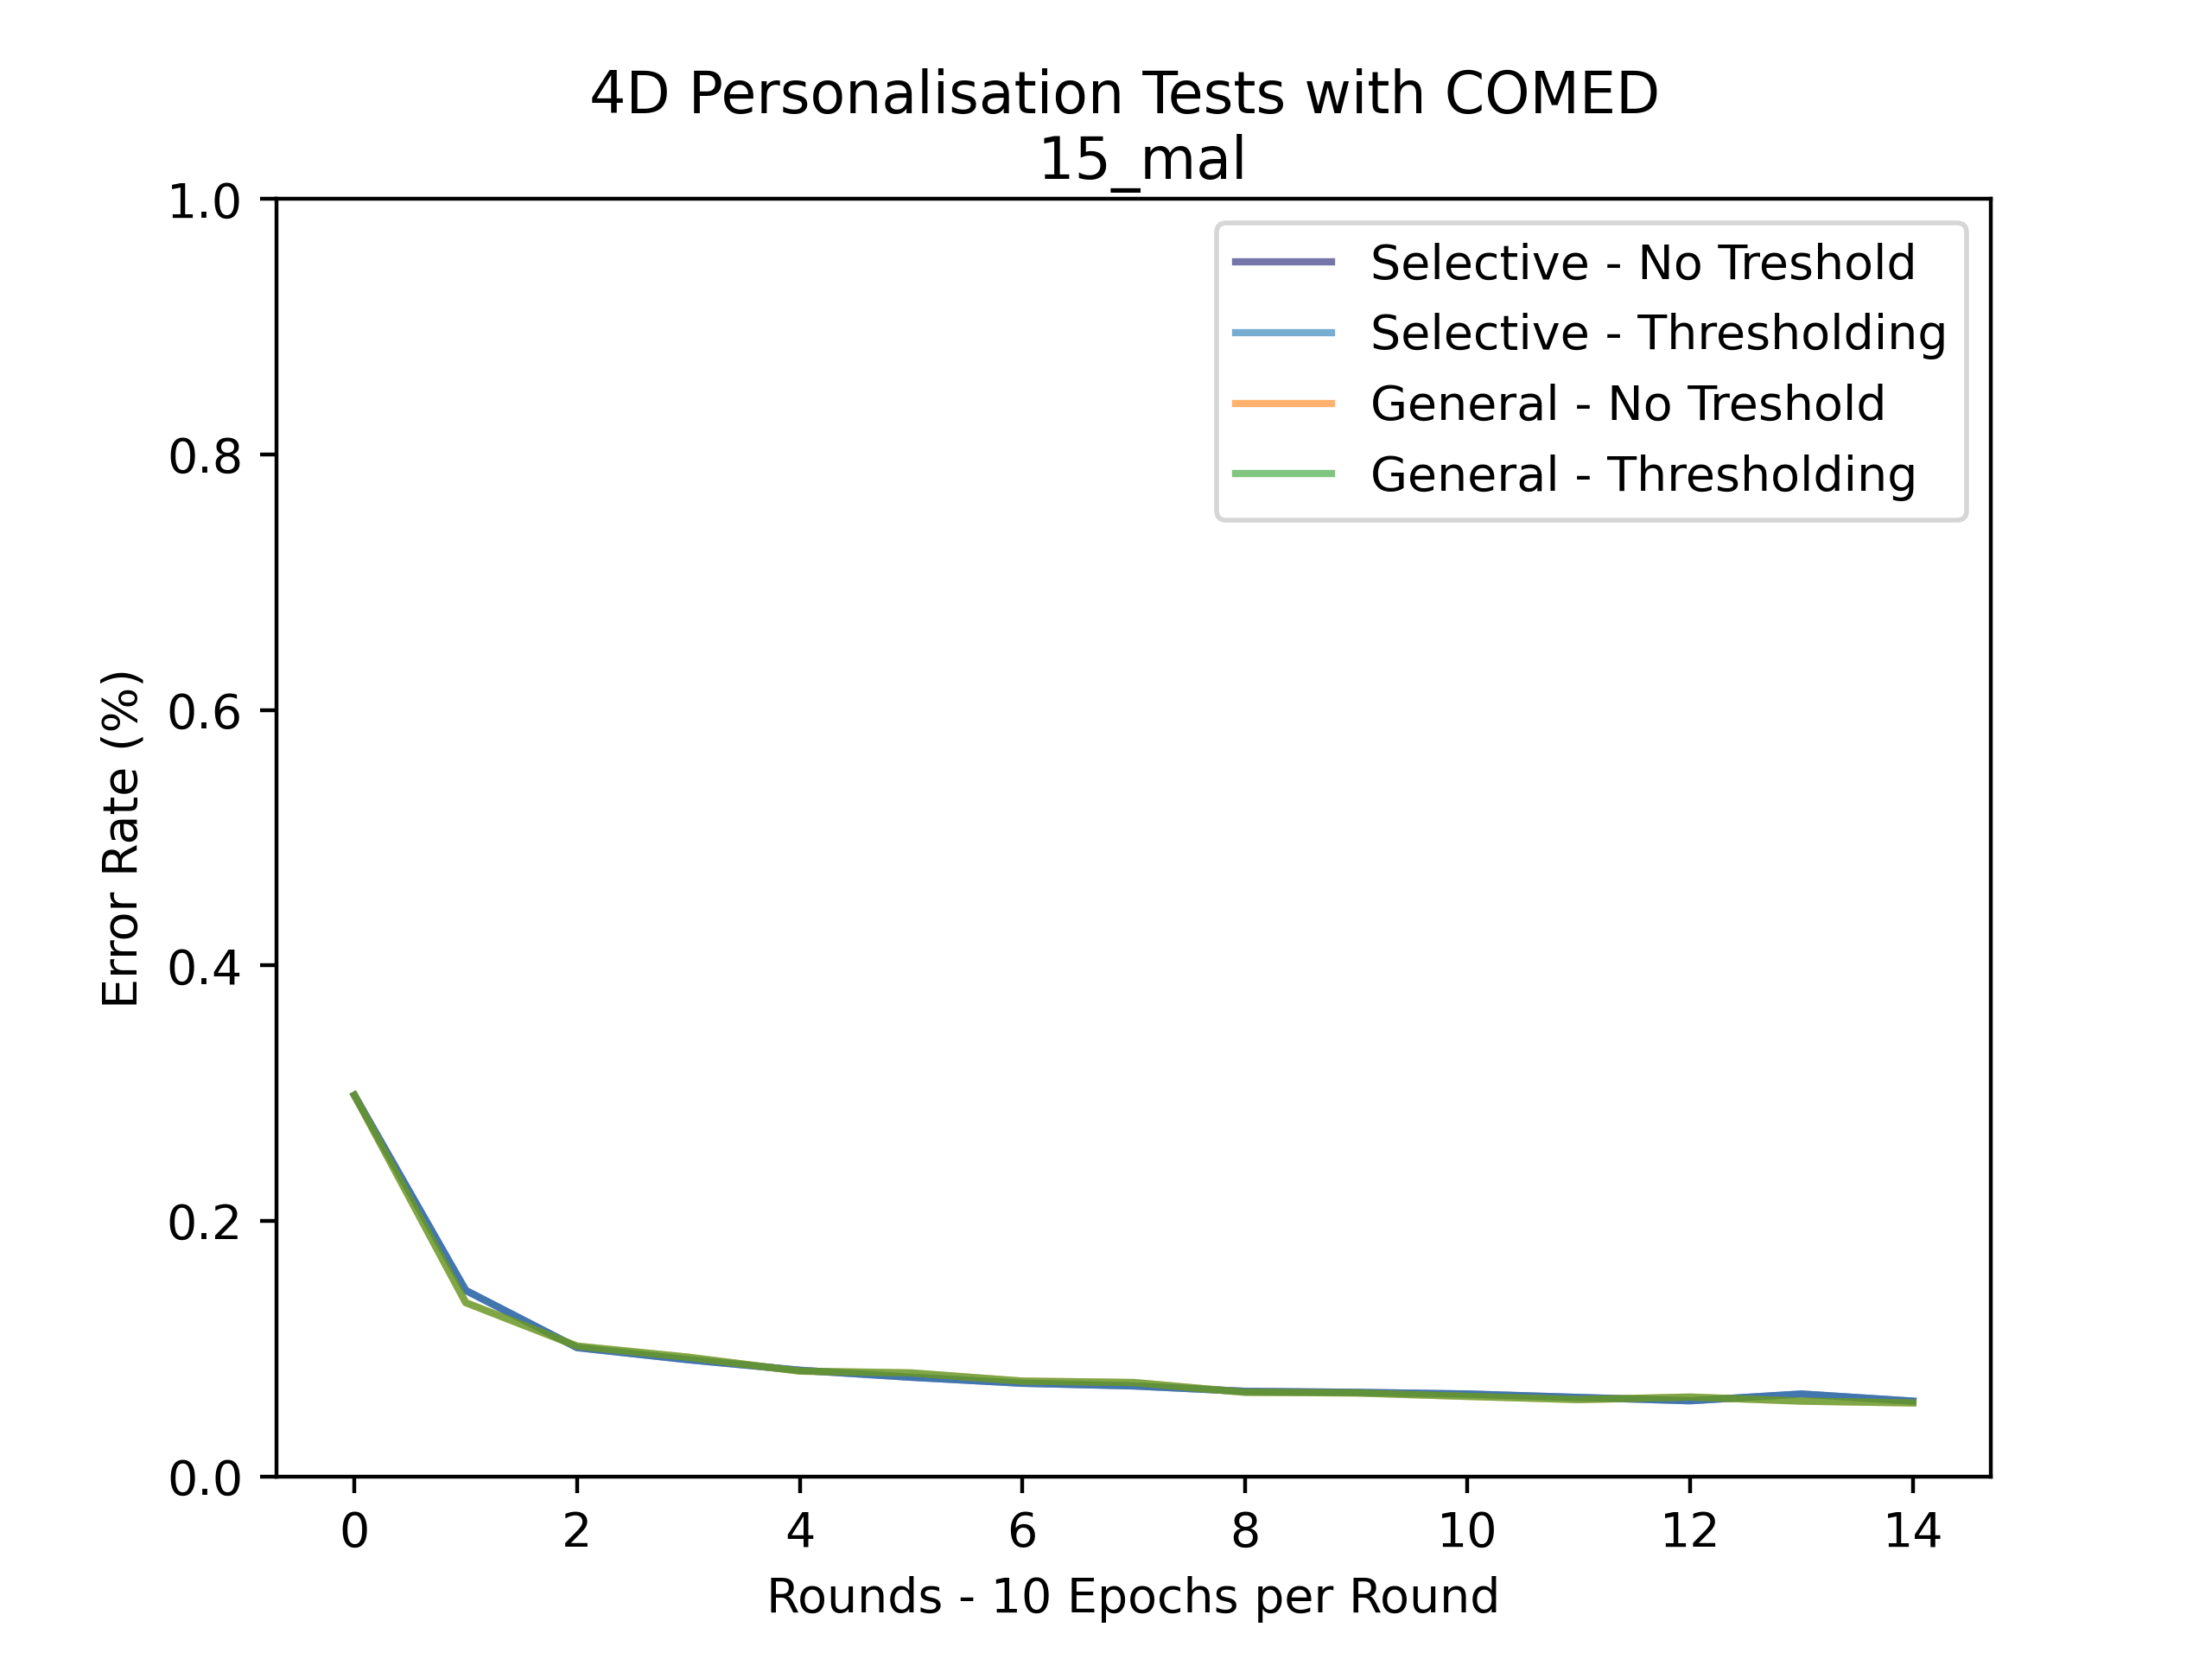 4D Personalisation Tests with COMED
15_mal
Selective - No Treshold
Selective - Thresholding
General - No Treshold
General - Thresholding
1.0
0.8
0.6
0.4
0.2
0.0
Error Rate (%)
0 2 4 6 8 10 12 14
Rounds - 10 Epochs per Round